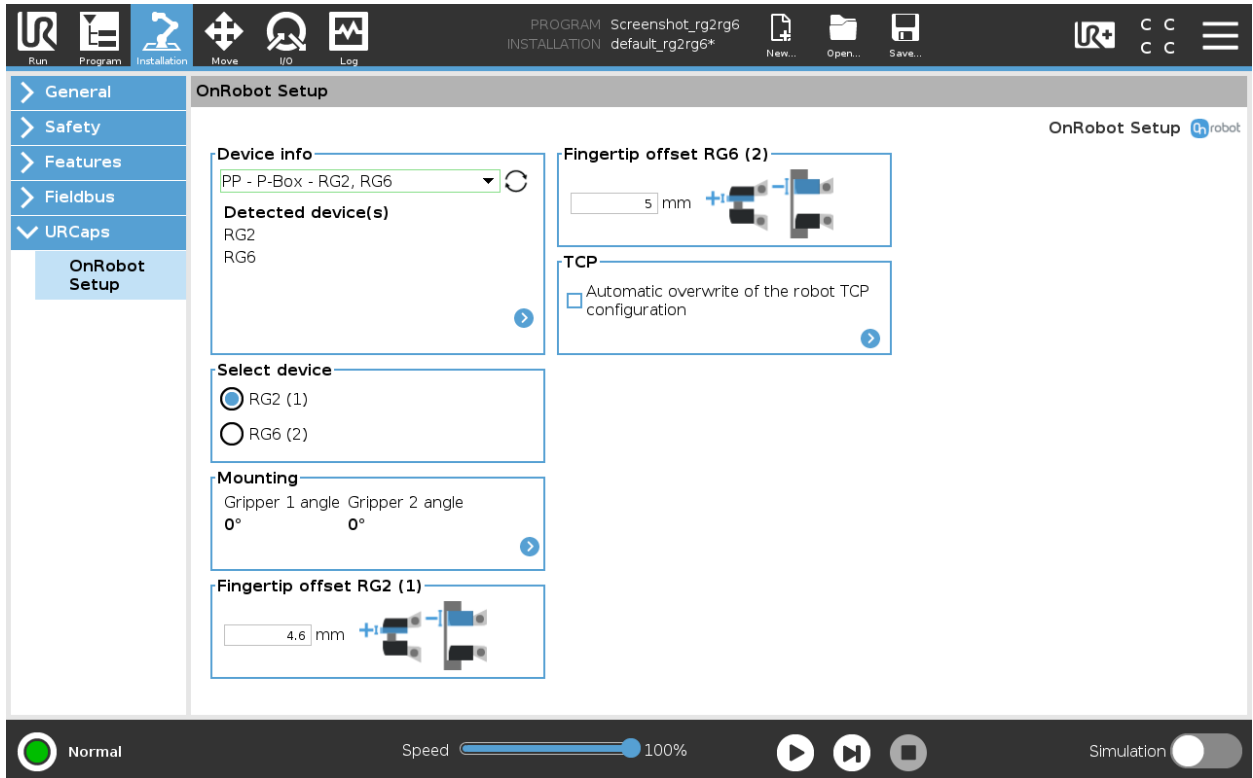 PROGRAM Screenshot_rg2rg6
INSTALLATION default_rg2rg6*
Run Program Installation Move I/O Log New... Open... Save...
UR+
C C
C C
General
Safety
Features
Fieldbus
URCaps
OnRobot
Setup
OnRobot Setup
OnRobot Setup OnRobot
Device info
PP - P-Box - RG2, RG6
Detected device(s)
RG2
RG6
Select device
RG2 (1)
RG6 (2)
Mounting
Gripper 1 angle Gripper 2 angle
0° 0°
Fingertip offset RG2 (1)
4.6 mm
Fingertip offset RG6 (2)
5 mm
TCP
Automatic overwrite of the robot TCP
configuration
Normal
Speed 100%
Simulation